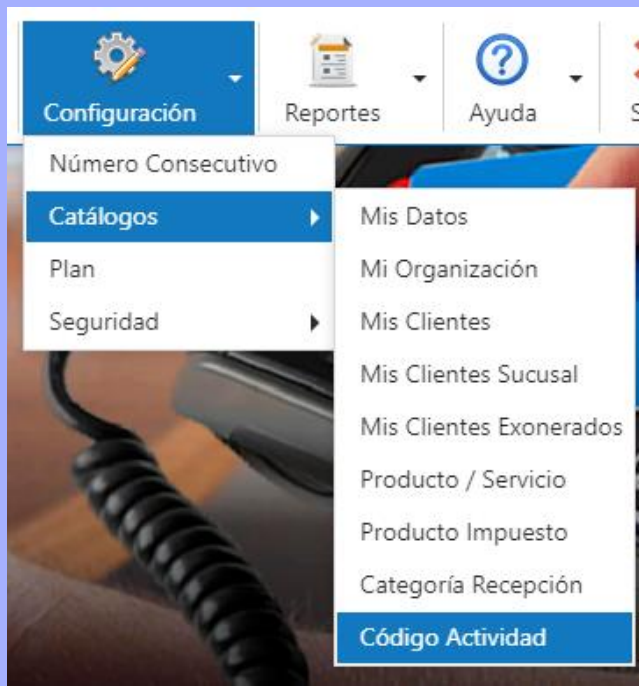 Configuración
Reportes
Ayuda
S
Número Consecutivo
Catálogos
Plan
Seguridad
Mis Datos
Mi Organización
Mis Clientes
Mis Clientes Sucusal
Mis Clientes Exonerados
Producto / Servicio
Producto Impuesto
Categoría Recepción
Código Actividad